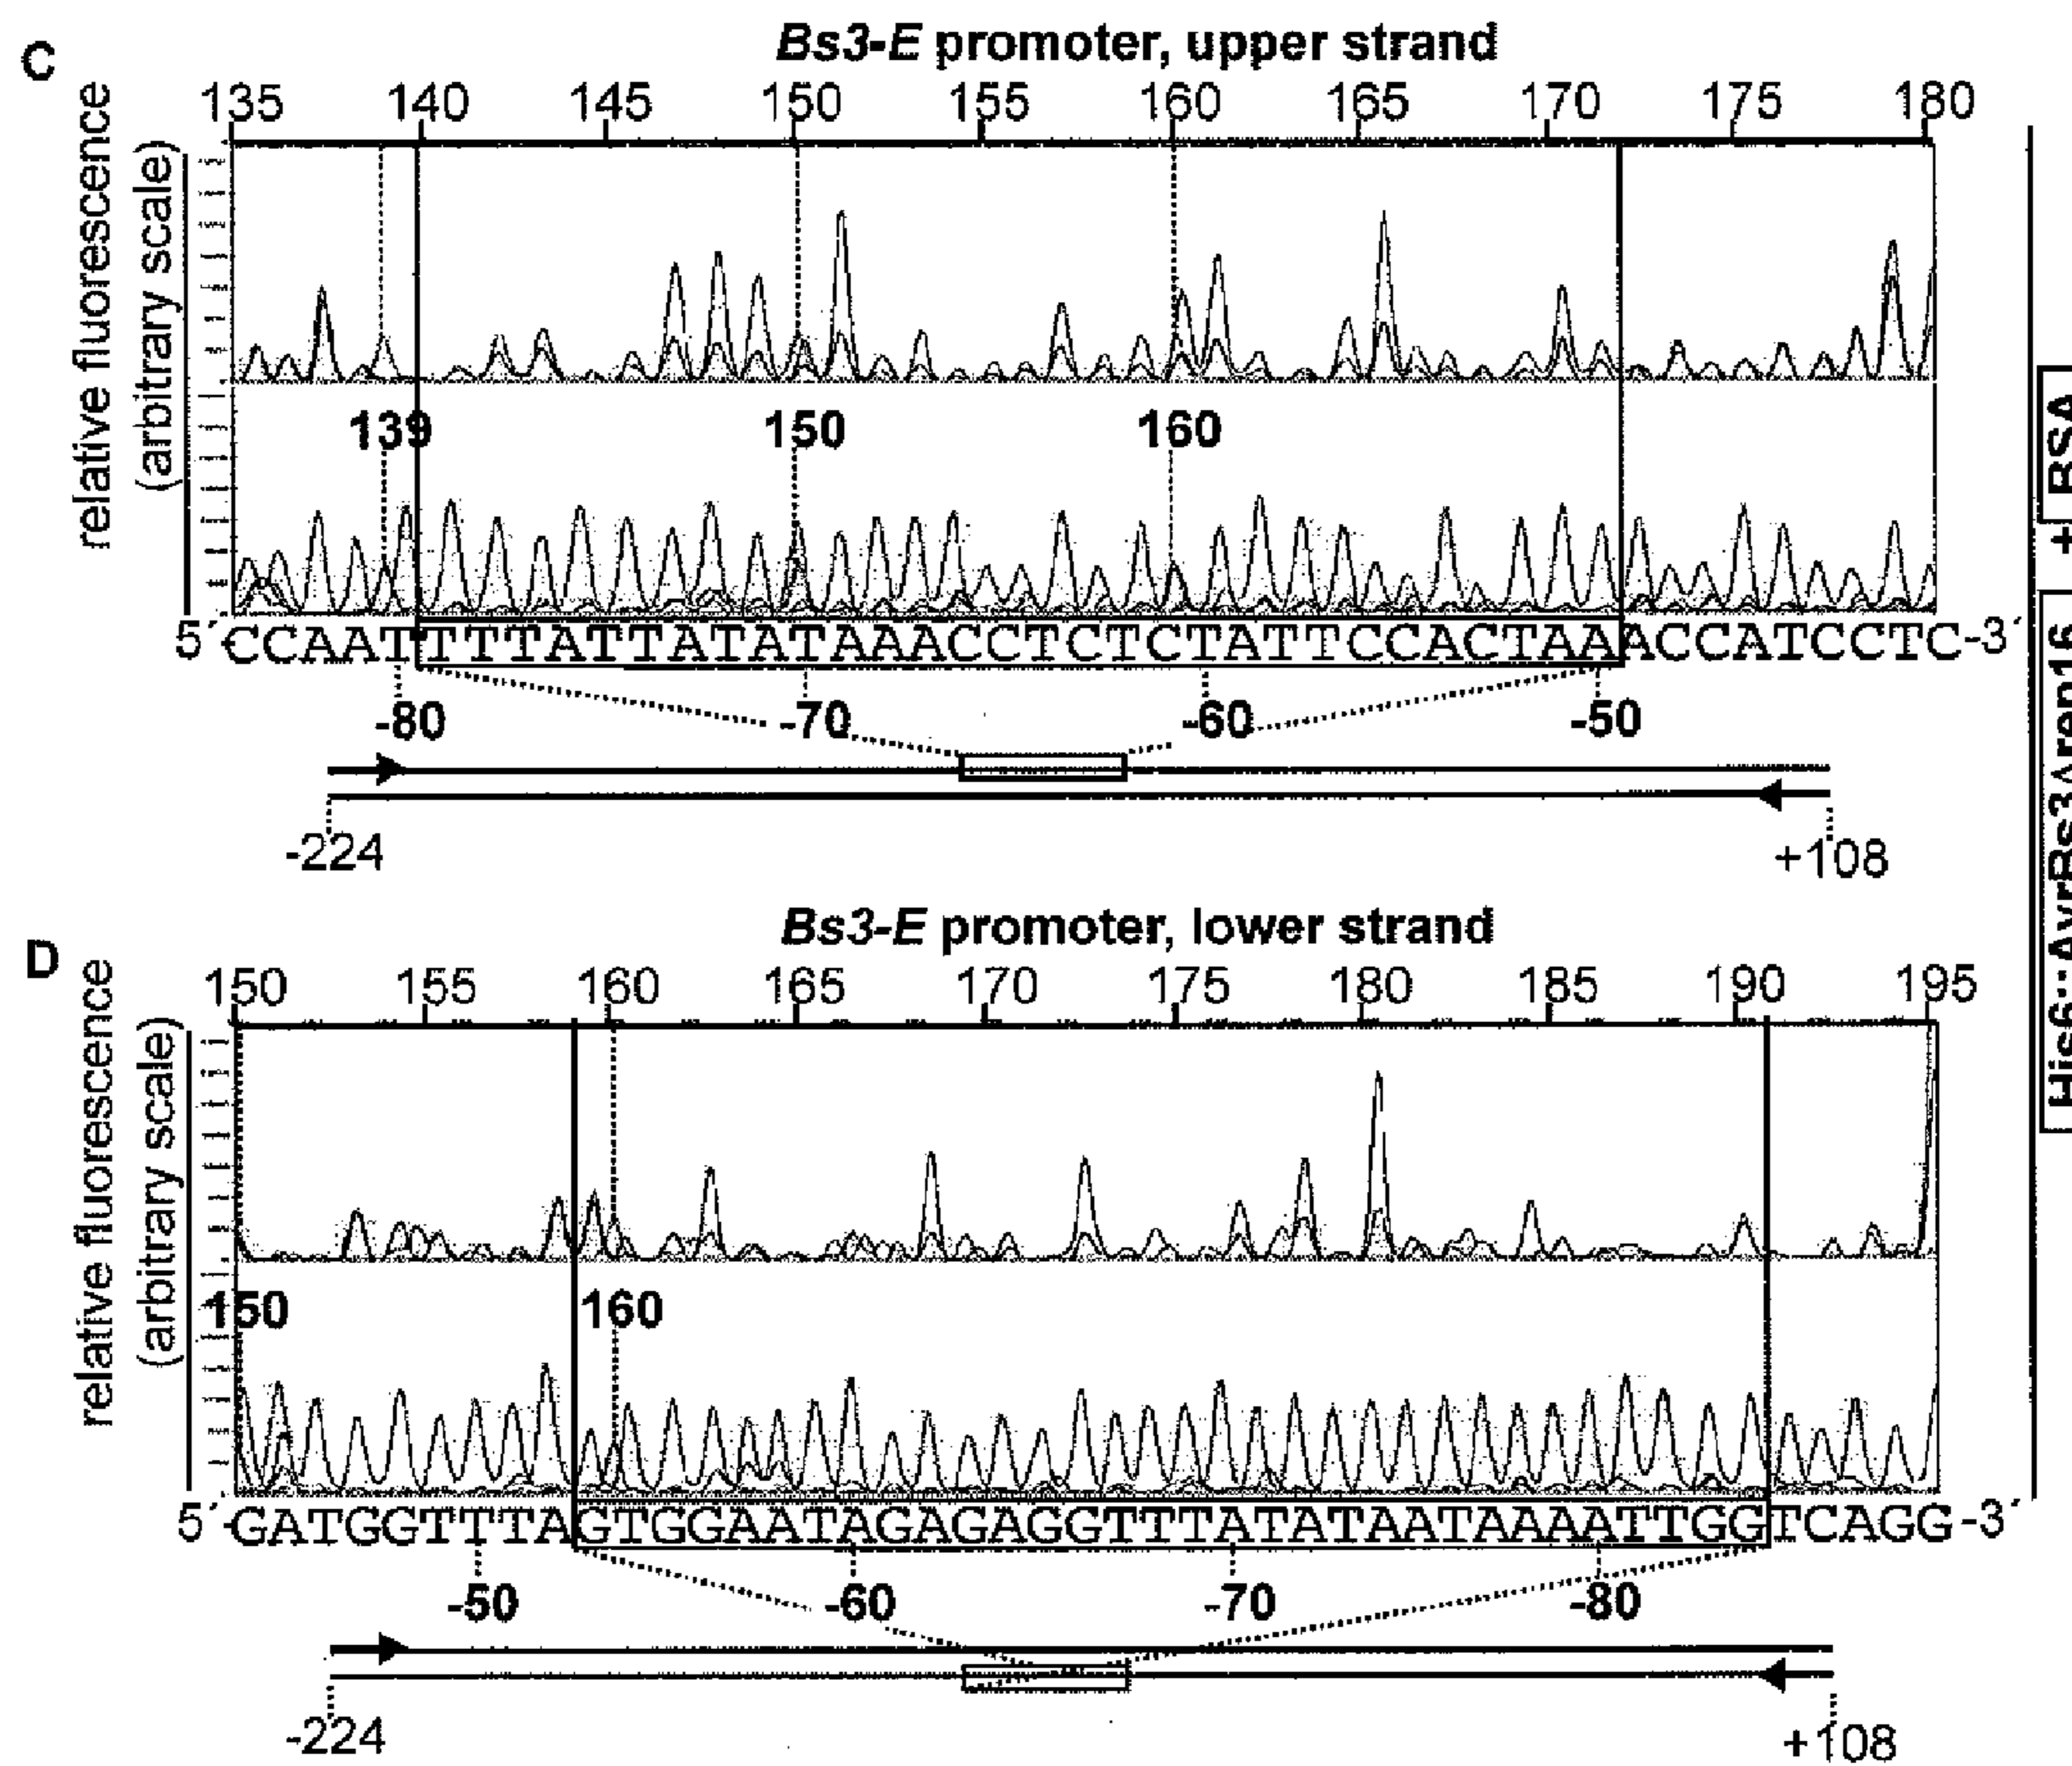 C
Bs3-E promoter, upper strand
135 140 145 150 155 160 165 170 175 180
relative fluorescence
(arbitrary scale)
139 150 160
5´-CCAATTTTATTATATAAACCTCTCTATTCCACTAAACCATCCTC-3´
-80 -70 -60 -50
-224 +108
D
Bs3-E promoter, lower strand
150 155 160 165 170 175 180 185 190 195
relative fluorescence
(arbitrary scale)
150 160
5´-GATGGTTTTAGTGGAATAGAGAGGTTTATATAATAAAATTGGTCAGG-3´
-50 -60 -70 -80
-224 +108
+ BSA
His6::AvrBs3Δrep16